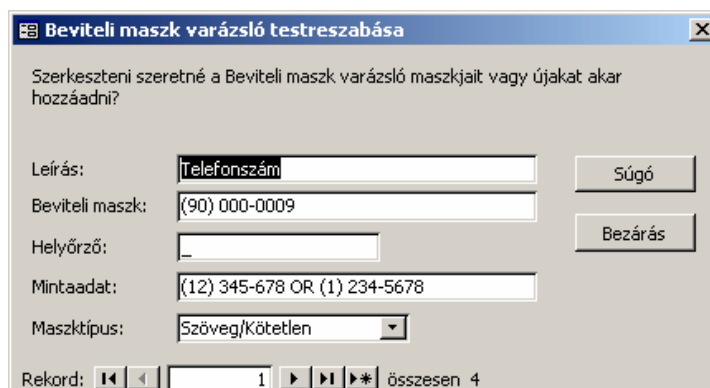 Beviteli maszk varázsló testreszabása
Szerkeszteni szeretné a Beviteli maszk varázsló maszkjait vagy újakat akar
hozzáadni?
Leírás: Telefonszám
Súgó
Beviteli maszk: (90) 000-0009
Bezárás
Helyőrző: _
Mintaadat: (12) 345-678 OR (1) 234-5678
Maszktípus: Szöveg/Kötetlen
Rekord: 1 összesen 4